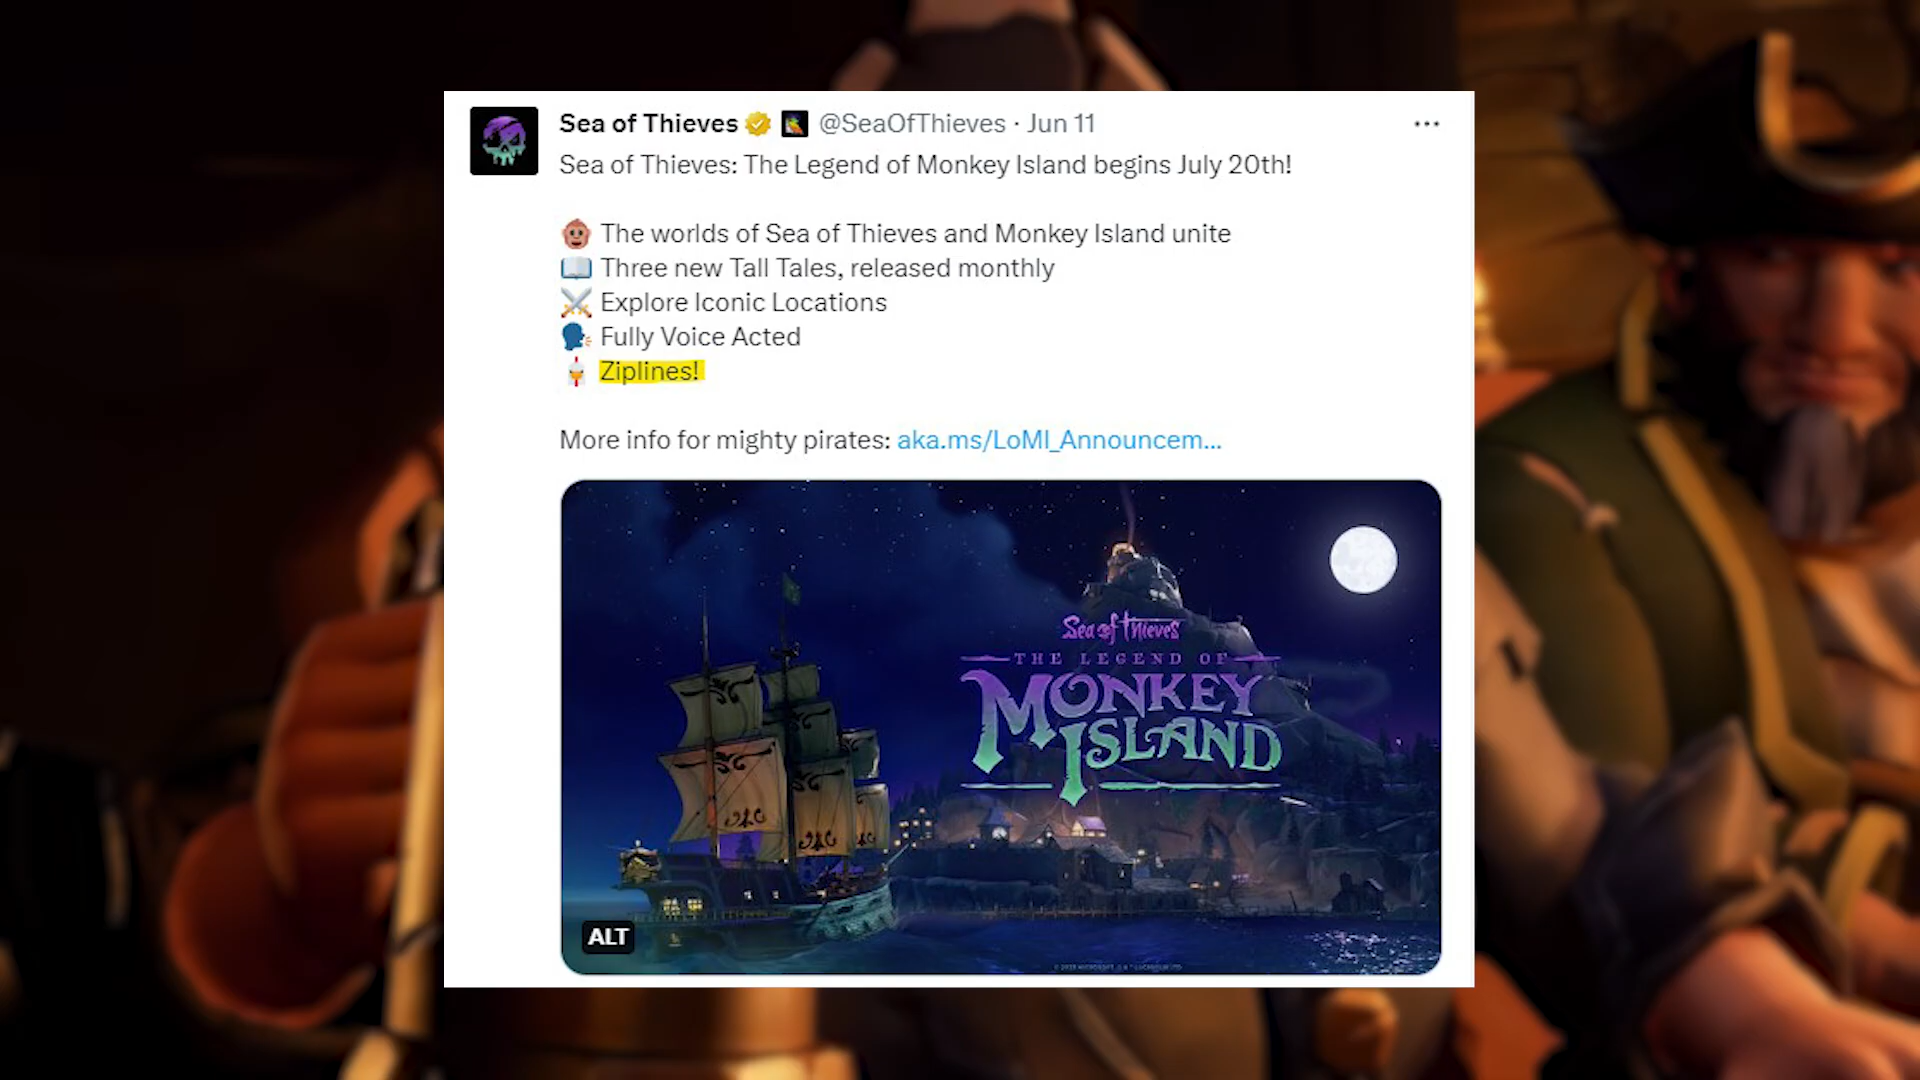 Sea of Thieves @SeaOfThieves · Jun 11
Sea of Thieves: The Legend of Monkey Island begins July 20th!
🐵 The worlds of Sea of Thieves and Monkey Island unite
📖 Three new Tall Tales, released monthly
⚔️ Explore Iconic Locations
🗣️ Fully Voice Acted
🐔 Ziplines!
More info for mighty pirates: aka.ms/LoMI_Announcem...
Sea of Thieves
THE LEGEND OF
MONKEY
ISLAND
ALT